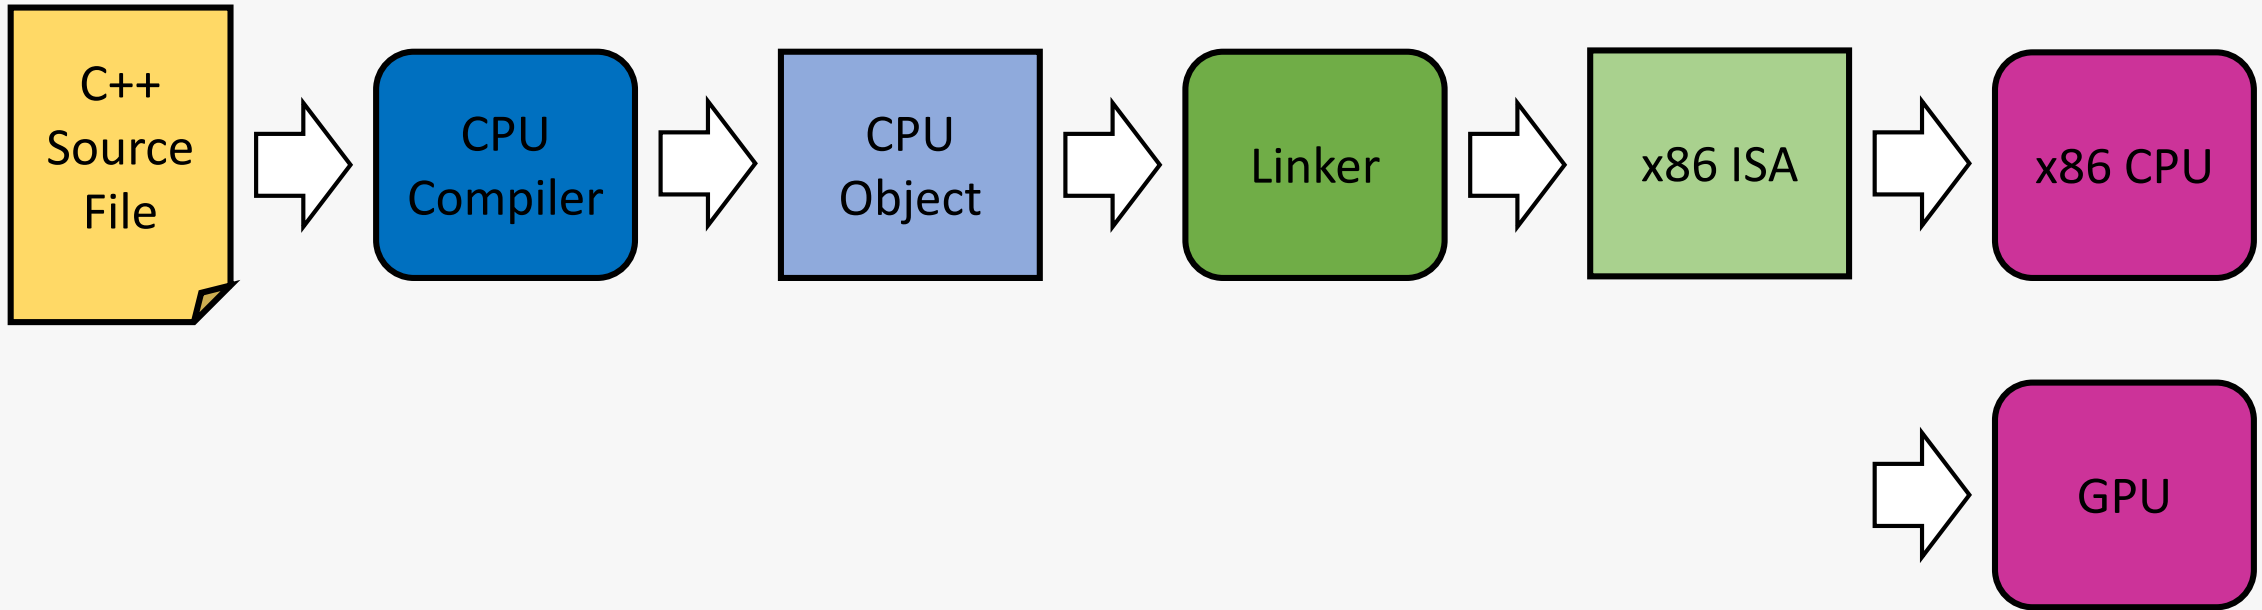 C++
Source
File
CPU
Compiler
CPU
Object
Linker
x86 ISA
x86 CPU
GPU